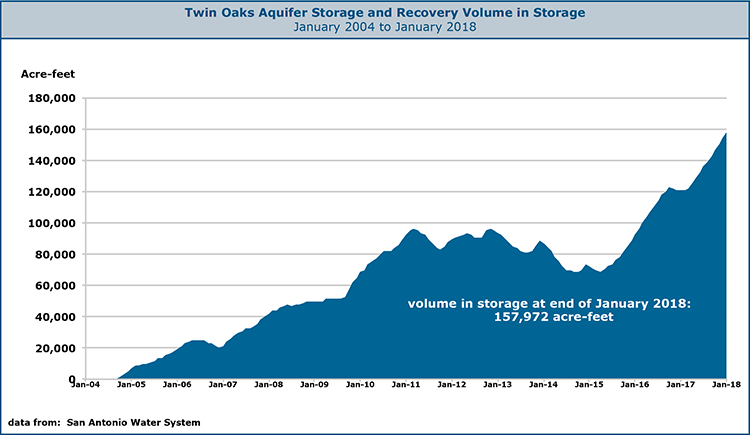 Twin Oaks Aquifer Storage and Recovery Volume in Storage
January 2004 to January 2018
Acre-feet
180,000
160,000
140,000
120,000
100,000
80,000
60,000
40,000
20,000
0
volume in storage at end of January 2018:
157,972 acre-feet
Jan-04 Jan-05 Jan-06 Jan-07 Jan-08 Jan-09 Jan-10 Jan-11 Jan-12 Jan-13 Jan-14 Jan-15 Jan-16 Jan-17 Jan-18
data from: San Antonio Water System